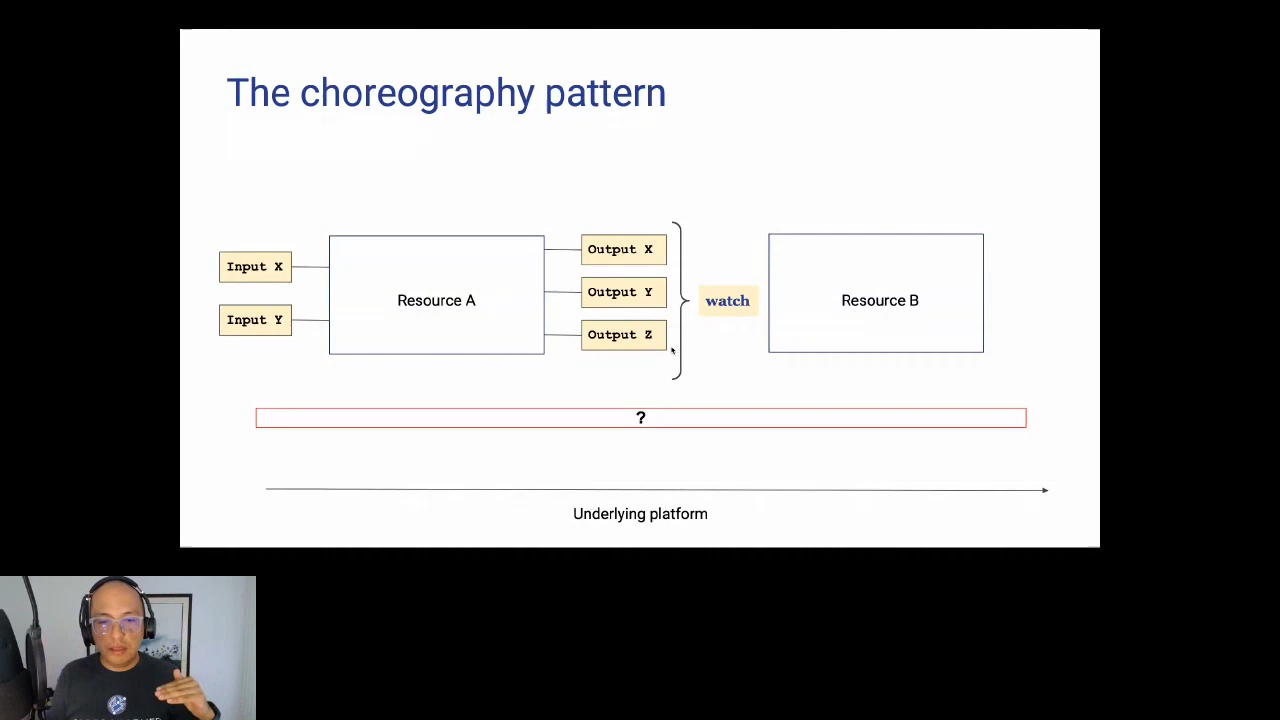 The choreography pattern
Input X
Input Y
Resource A
Output X
Output Y
Output Z
watch
Resource B
?
Underlying platform